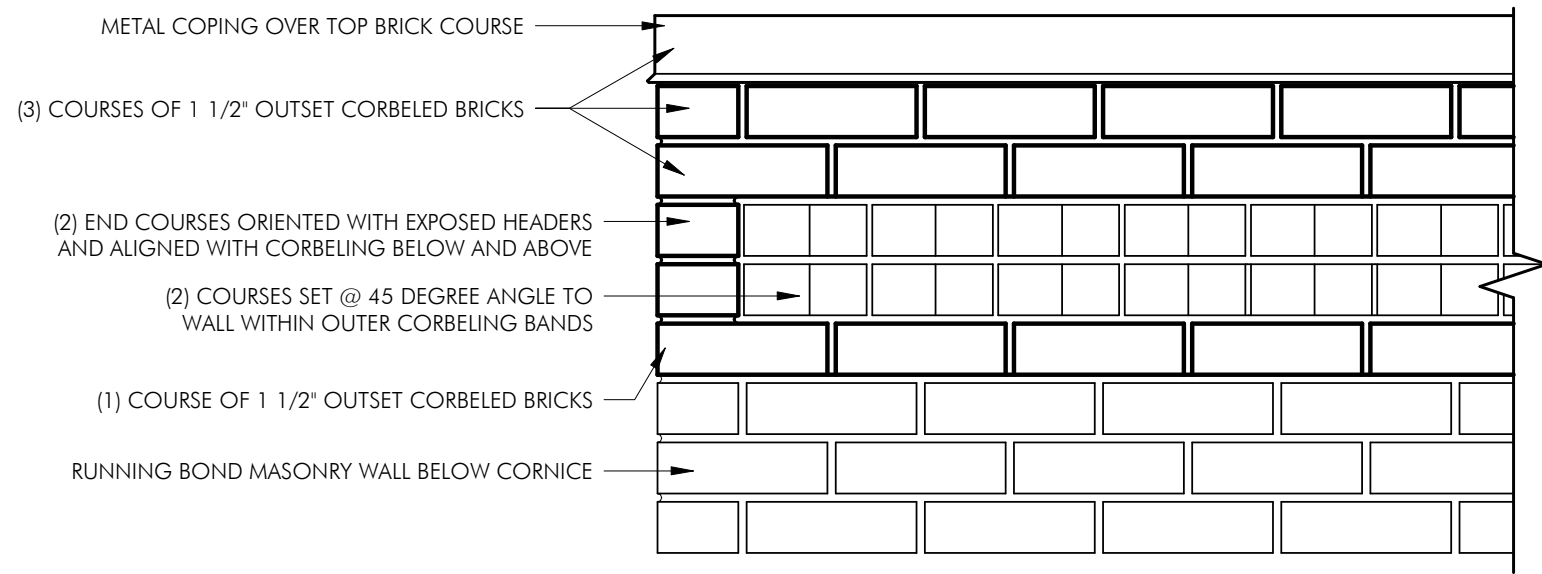 METAL COPING OVER TOP BRICK COURSE
(3) COURSES OF 1 1/2" OUTSET CORBELED BRICKS
(2) END COURSES ORIENTED WITH EXPOSED HEADERS
AND ALIGNED WITH CORBELING BELOW AND ABOVE
(2) COURSES SET @ 45 DEGREE ANGLE TO
WALL WITHIN OUTER CORBELING BANDS
(1) COURSE OF 1 1/2" OUTSET CORBELED BRICKS
RUNNING BOND MASONRY WALL BELOW CORNICE